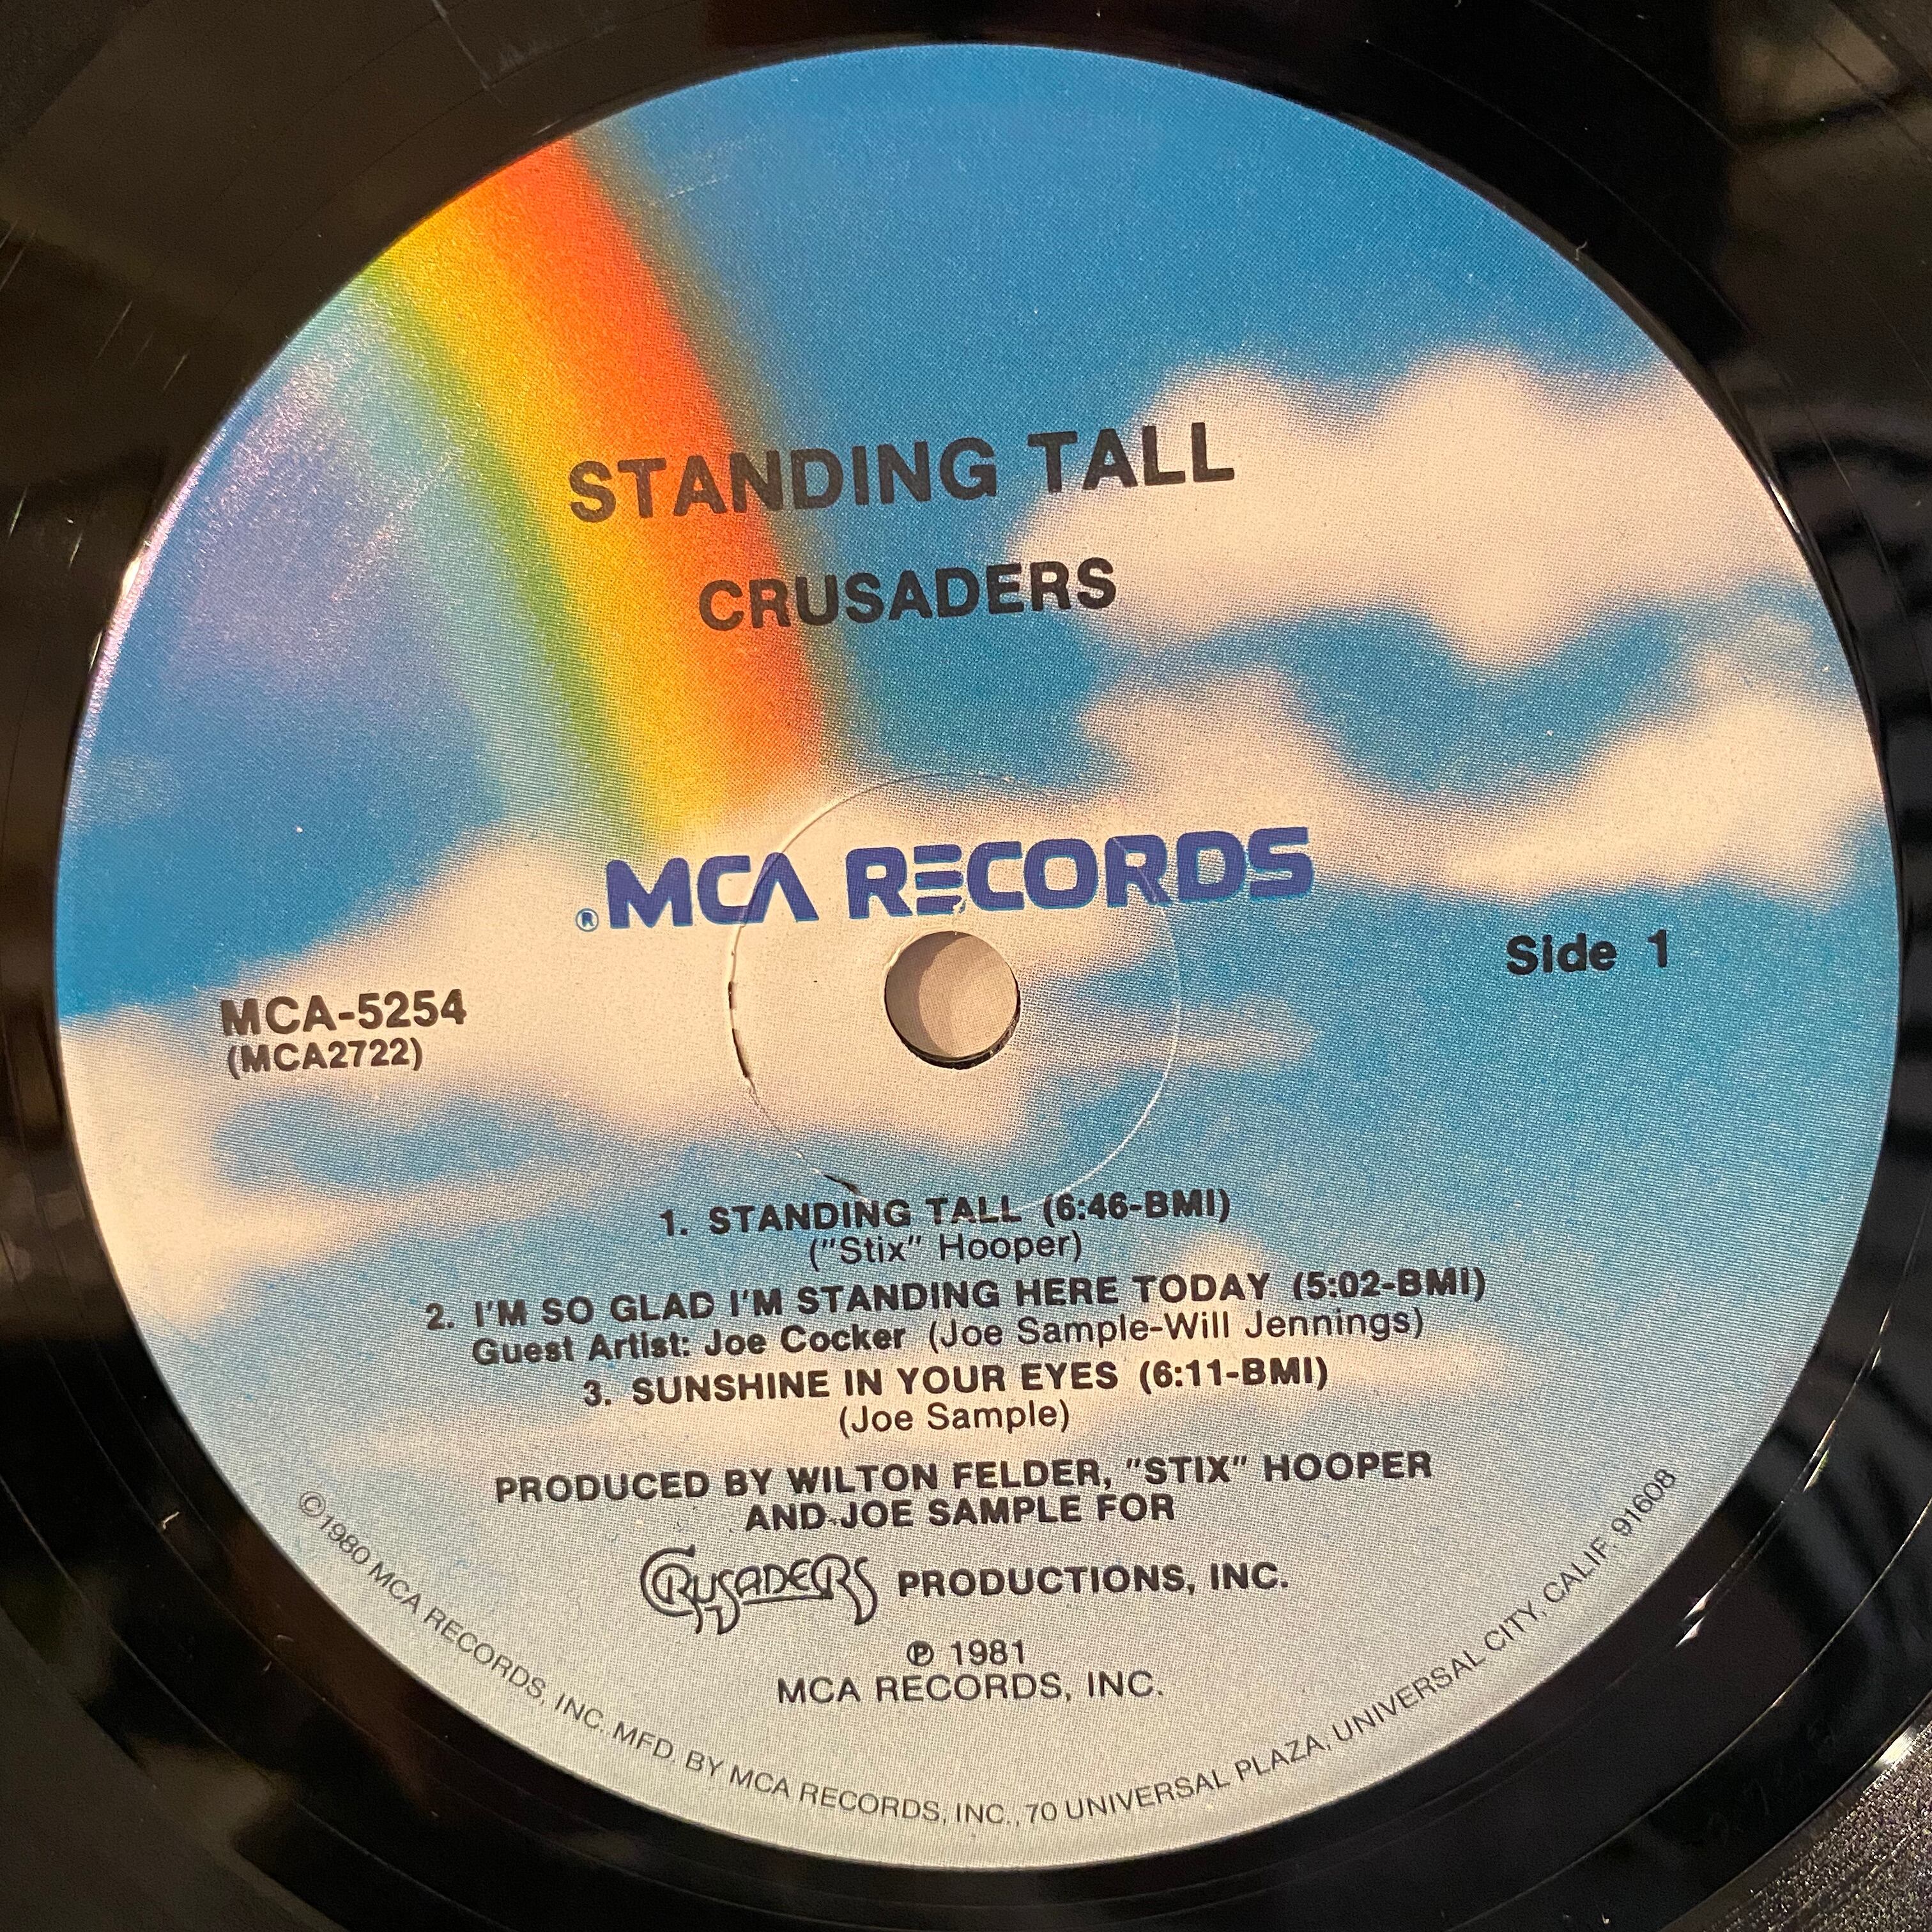 STANDING TALL
CRUSADERS
® MCA RECORDS
Side 1
MCA-5254
(MCA2722)
1. STANDING TALL (6:46-BMI)
("Stix" Hooper)
2. I'M SO GLAD I'M STANDING HERE TODAY (5:02-BMI)
Guest Artist: Joe Cocker (Joe Sample-Will Jennings)
3. SUNSHINE IN YOUR EYES (6:11-BMI)
(Joe Sample)
PRODUCED BY WILTON FELDER, "STIX" HOOPER
AND JOE SAMPLE FOR
CRUSADERS PRODUCTIONS, INC.
℗ 1981
MCA RECORDS, INC.
©1980 MCA RECORDS, INC. MFD. BY MCA RECORDS, INC., 70 UNIVERSAL PLAZA, UNIVERSAL CITY, CALIF. 91608